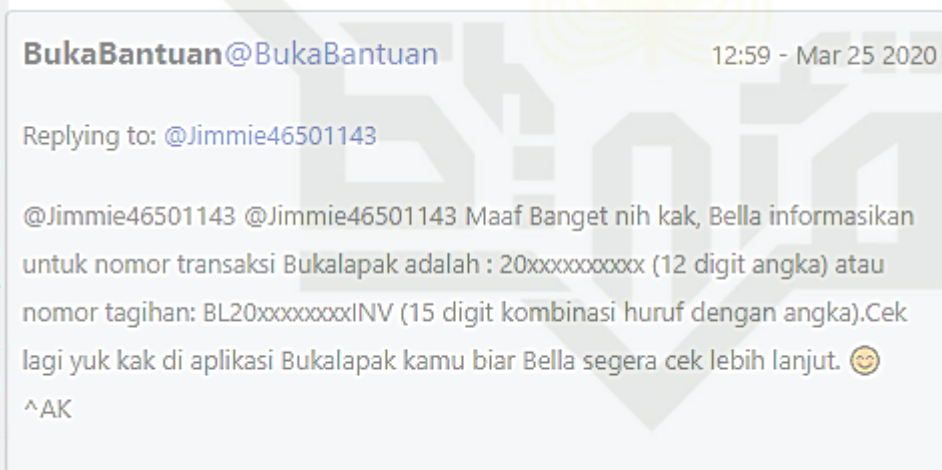 BukaBantuan@BukaBantuan 12:59 - Mar 25 2020
Replying to: @Jimmie46501143
@Jimmie46501143 @Jimmie46501143 Maaf Banget nih kak, Bella informasikan
untuk nomor transaksi Bukalapak adalah : 20xxxxxxxxxx (12 digit angka) atau
nomor tagihan: BL20xxxxxxxxINV (15 digit kombinasi huruf dengan angka).Cek
lagi yuk kak di aplikasi Bukalapak kamu biar Bella segera cek lebih lanjut. 😊
^AK